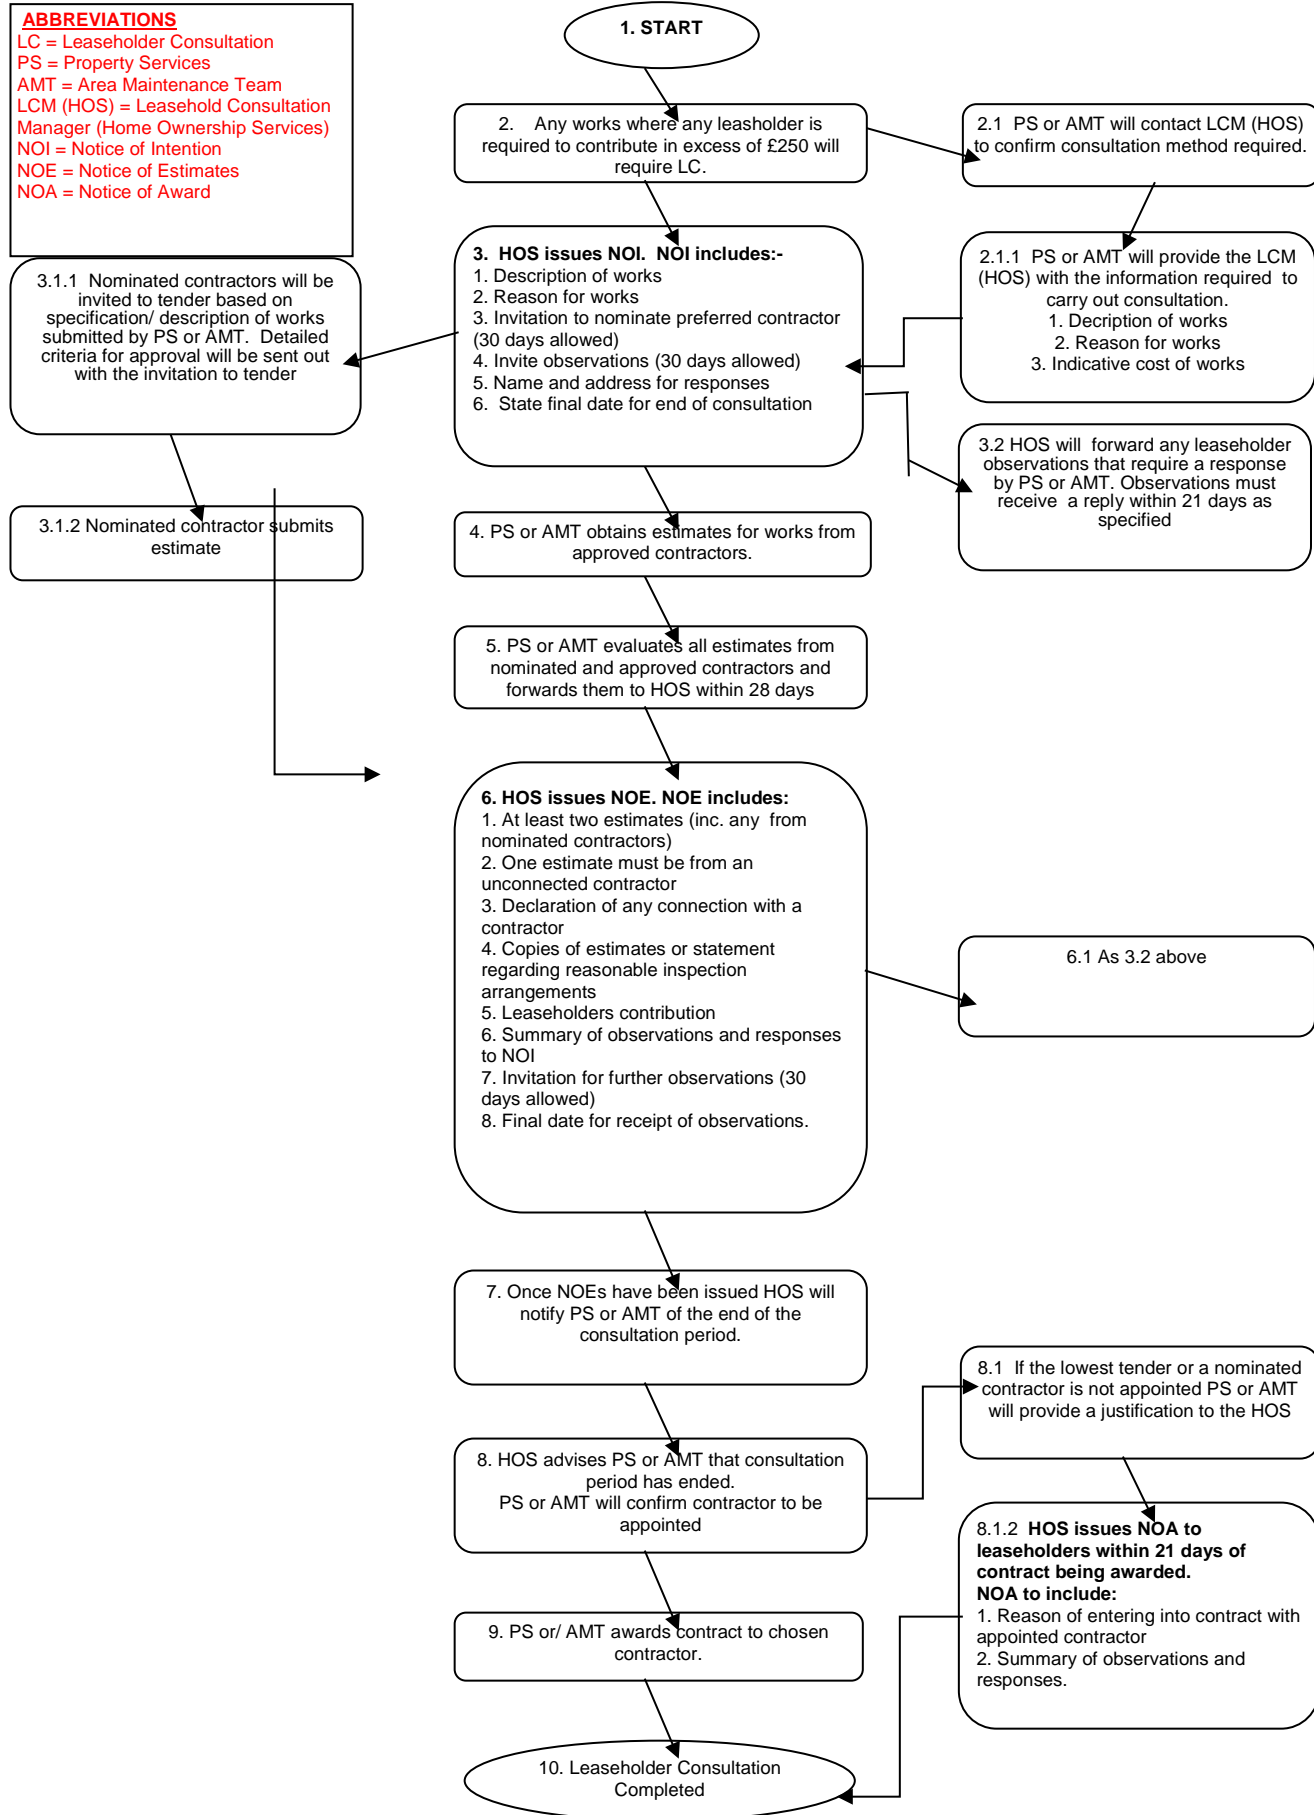 ABBREVIATIONS
LC = Leaseholder Consultation
PS = Property Services
AMT = Area Maintenance Team
LCM (HOS) = Leasehold Consultation
Manager (Home Ownership Services)
NOI = Notice of Intention
NOE = Notice of Estimates
NOA = Notice of Award
1. START
2. Any works where any leasholder is
required to contribute in excess of £250 will
require LC.
2.1 PS or AMT will contact LCM (HOS)
to confirm consultation method required.
2.1.1 PS or AMT will provide the LCM
(HOS) with the information required to
carry out consultation.
1. Decription of works
2. Reason for works
3. Indicative cost of works
3. HOS issues NOI. NOI includes:-
1. Description of works
2. Reason for works
3. Invitation to nominate preferred contractor
(30 days allowed)
4. Invite observations (30 days allowed)
5. Name and address for responses
6. State final date for end of consultation
3.1.1 Nominated contractors will be
invited to tender based on
specification/ description of works
submitted by PS or AMT. Detailed
criteria for approval will be sent out
with the invitation to tender
3.1.2 Nominated contractor submits
estimate
3.2 HOS will forward any leaseholder
observations that require a response
by PS or AMT. Observations must
receive a reply within 21 days as
specified
4. PS or AMT obtains estimates for works from
approved contractors.
5. PS or AMT evaluates all estimates from
nominated and approved contractors and
forwards them to HOS within 28 days
6. HOS issues NOE. NOE includes:
1. At least two estimates (inc. any from
nominated contractors)
2. One estimate must be from an
unconnected contractor
3. Declaration of any connection with a
contractor
4. Copies of estimates or statement
regarding reasonable inspection
arrangements
5. Leaseholders contribution
6. Summary of observations and responses
to NOI
7. Invitation for further observations (30
days allowed)
8. Final date for receipt of observations.
6.1 As 3.2 above
7. Once NOEs have been issued HOS will
notify PS or AMT of the end of the
consultation period.
8. HOS advises PS or AMT that consultation
period has ended.
PS or AMT will confirm contractor to be
appointed
8.1 If the lowest tender or a nominated
contractor is not appointed PS or AMT
will provide a justification to the HOS
8.1.2 HOS issues NOA to
leaseholders within 21 days of
contract being awarded.
NOA to include:
1. Reason of entering into contract with
appointed contractor
2. Summary of observations and
responses.
9. PS or/ AMT awards contract to chosen
contractor.
10. Leaseholder Consultation
Completed